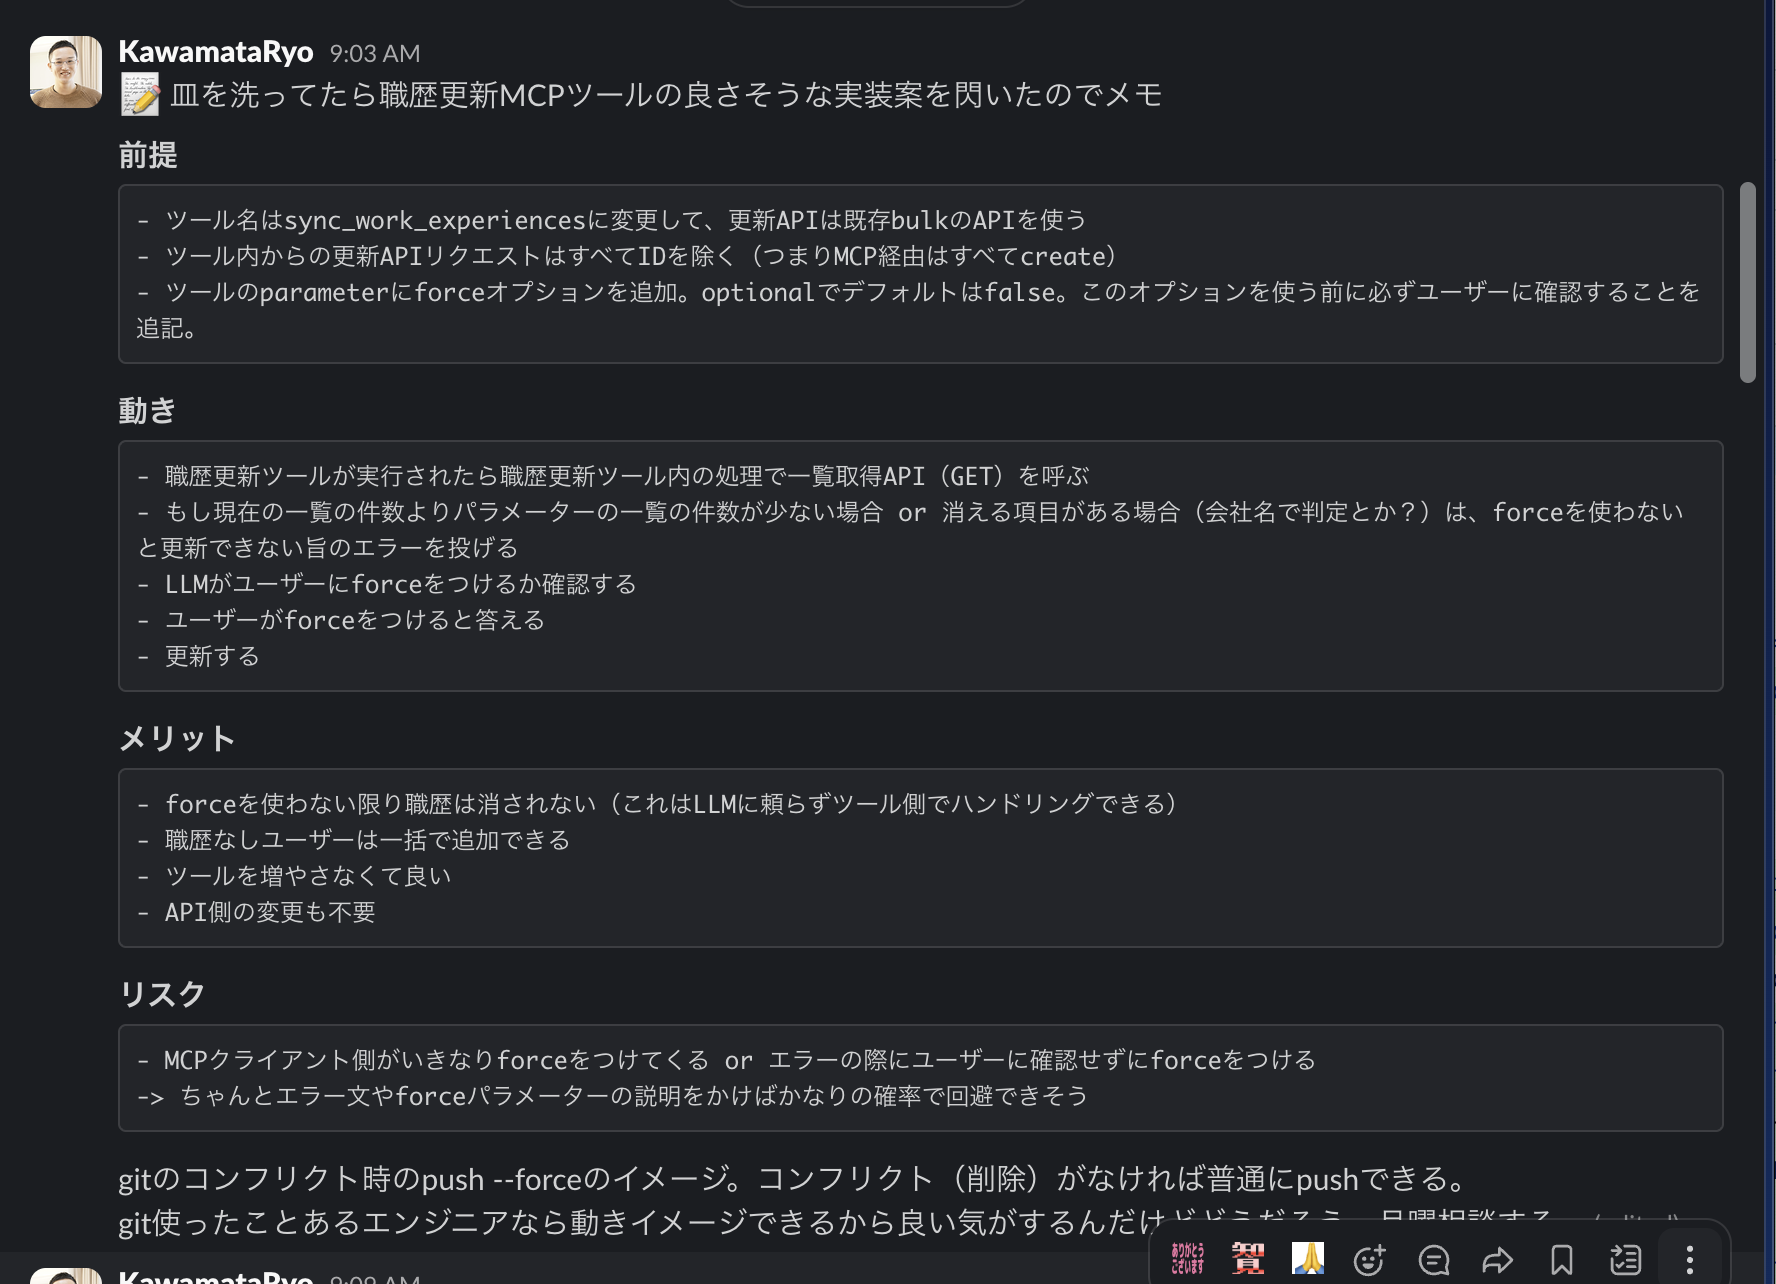 KawamataRyo 9:03 AM
📝 皿を洗ってたら職歴更新MCPツールの良さそうな実装案を閃いたのでメモ
前提
- ツール名はsync_work_experiencesに変更して、更新APIは既存bulkのAPIを使う
- ツール内からの更新APIリクエストはすべてIDを除く（つまりMCP経由はすべてcreate）
- ツールのparameterにforceオプションを追加。optionalでデフォルトはfalse。このオプションを使う前に必ずユーザーに確認することを
追記。
動き
- 職歴更新ツールが実行されたら職歴更新ツール内の処理で一覧取得API（GET）を呼ぶ
- もし現在の一覧の件数よりパラメーターの一覧の件数が少ない場合 or 消える項目がある場合（会社名で判定とか？）は、forceを使わない
と更新できない旨のエラーを投げる
- LLMがユーザーにforceをつけるか確認する
- ユーザーがforceをつけると答える
- 更新する
メリット
- forceを使わない限り職歴は消されない（これはLLMに頼らずツール側でハンドリングできる）
- 職歴なしユーザーは一括で追加できる
- ツールを増やさなくて良い
- API側の変更も不要
リスク
- MCPクライアント側がいきなりforceをつけてくる or エラーの際にユーザーに確認せずにforceをつける
-> ちゃんとエラー文やforceパラメーターの説明をかけばかなりの確率で回避できそう
gitのコンフリクト時のpush --forceのイメージ。コンフリクト（削除）がなければ普通にpushできる。
git使ったことあるエンジニアなら動きイメージできるから良い気がするんだけどどうだろう。月曜相談する。
ありがとう
ございます
KawamataRyo 9:09 AM